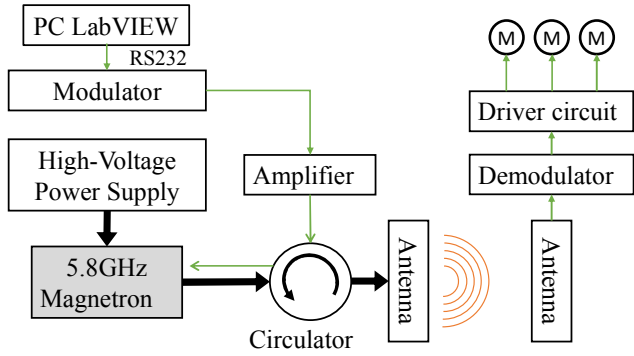 PC LabVIEW
RS232
Modulator
High-Voltage
Power Supply
Amplifier
5.8GHz
Magnetron
Circulator
Antenna
M M M
Driver circuit
Demodulator
Antenna